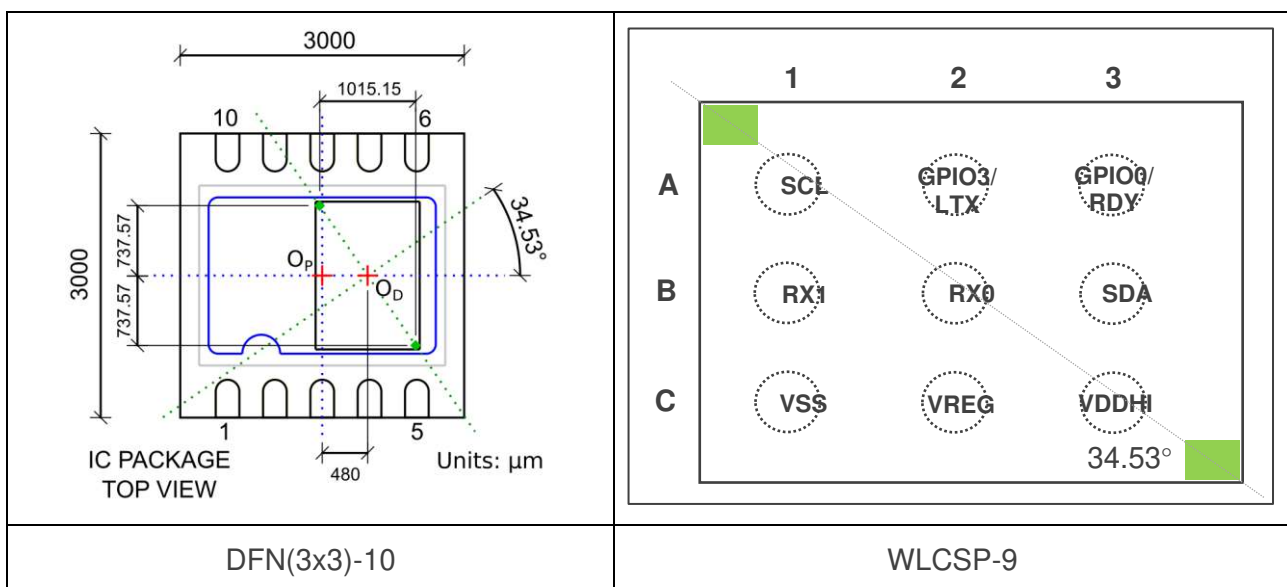 3000
1015.15
10
6
34.53°
737.57
3000
737.57
OP
OD
1
5
IC PACKAGE
TOP VIEW
480
Units: µm
1
2
3
A
SCL
GPIO3/
LTX
GPIO0/
RDY
B
RX1
RX0
SDA
C
VSS
VREG
VDDHI
34.53°
DFN(3x3)-10
WLCSP-9